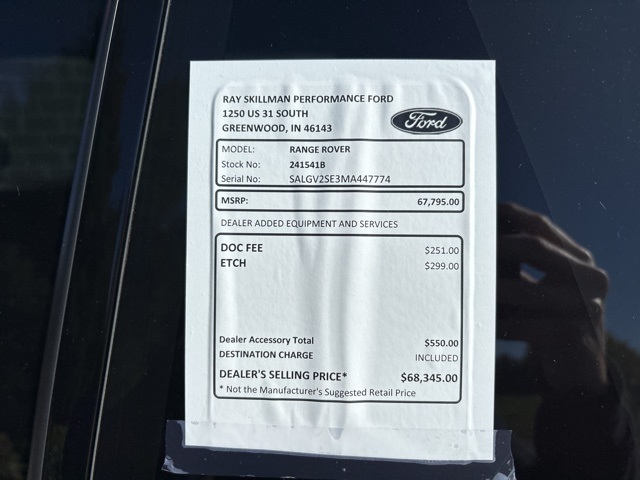 RAY SKILLMAN PERFORMANCE FORD
1250 US 31 SOUTH
GREENWOOD, IN 46143
Ford
MODEL: RANGE ROVER
Stock No: 241541B
Serial No: SALGV2SE3MA447774
MSRP: 67,795.00
DEALER ADDED EQUIPMENT AND SERVICES
DOC FEE $251.00
ETCH $299.00
Dealer Accessory Total $550.00
DESTINATION CHARGE INCLUDED
DEALER'S SELLING PRICE* $68,345.00
* Not the Manufacturer's Suggested Retail Price